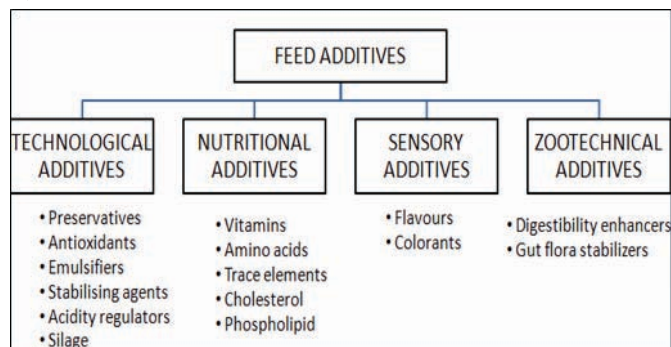 FEED ADDITIVES
TECHNOLOGICAL
ADDITIVES
• Preservatives
• Antioxidants
• Emulsifiers
• Stabilising agents
• Acidity regulators
• Silage
NUTRITIONAL
ADDITIVES
• Vitamins
• Amino acids
• Trace elements
• Cholesterol
• Phospholipid
SENSORY
ADDITIVES
• Flavours
• Colorants
ZOOTECHNICAL
ADDITIVES
• Digestibility enhancers
• Gut flora stabilizers